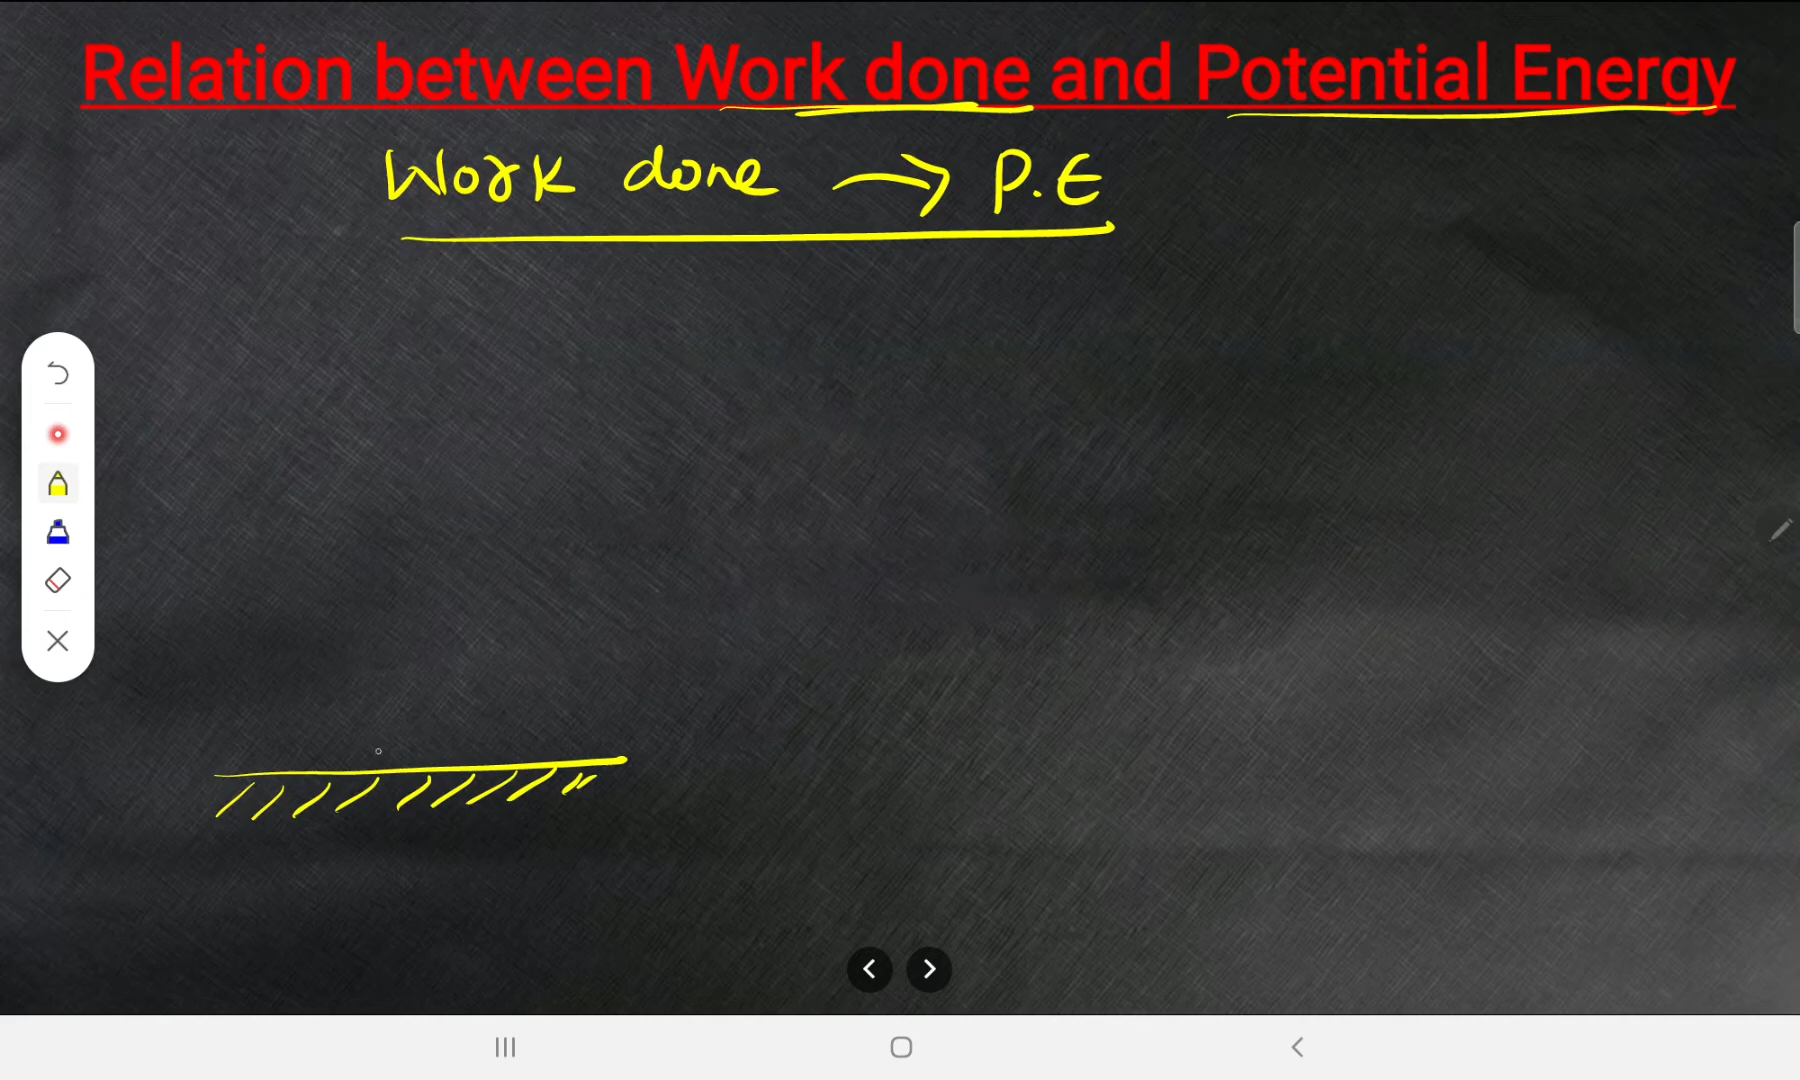 Relation between Work done and Potential Energy
Work done → P.E